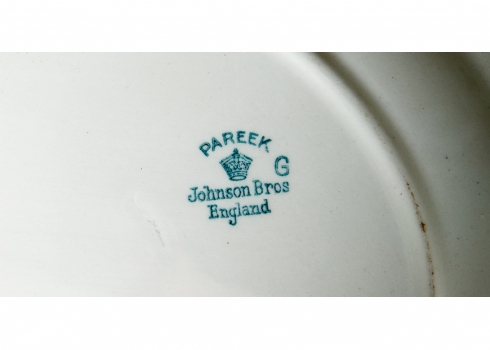 PAREEK
G
Johnson Bros
England